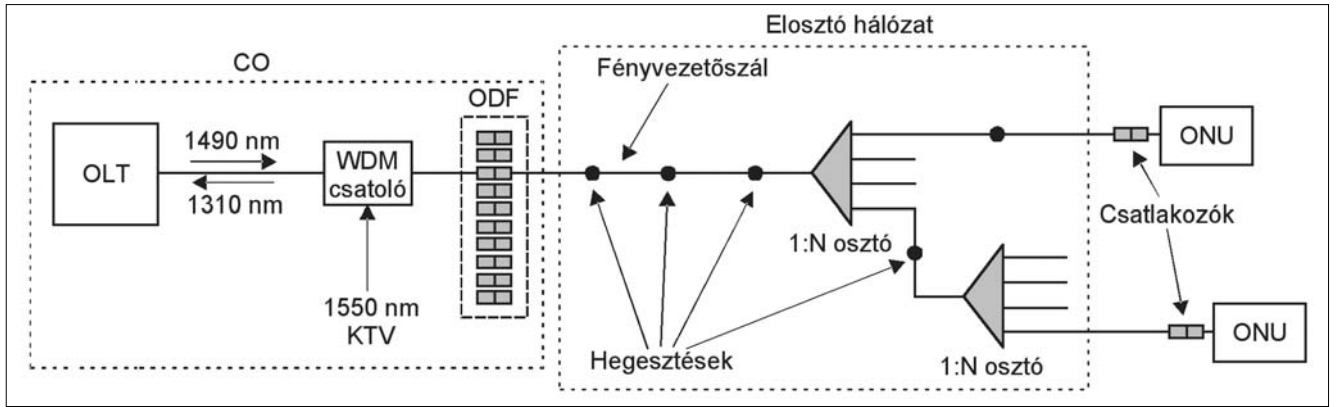 Elosztó hálózat
CO
Fényvezetőszál
ODF
1490 nm
OLT
WDM
csatoló
1310 nm
ONU
Csatlakozók
1:N osztó
1550 nm
KTV
Hegesztések
ONU
1:N osztó